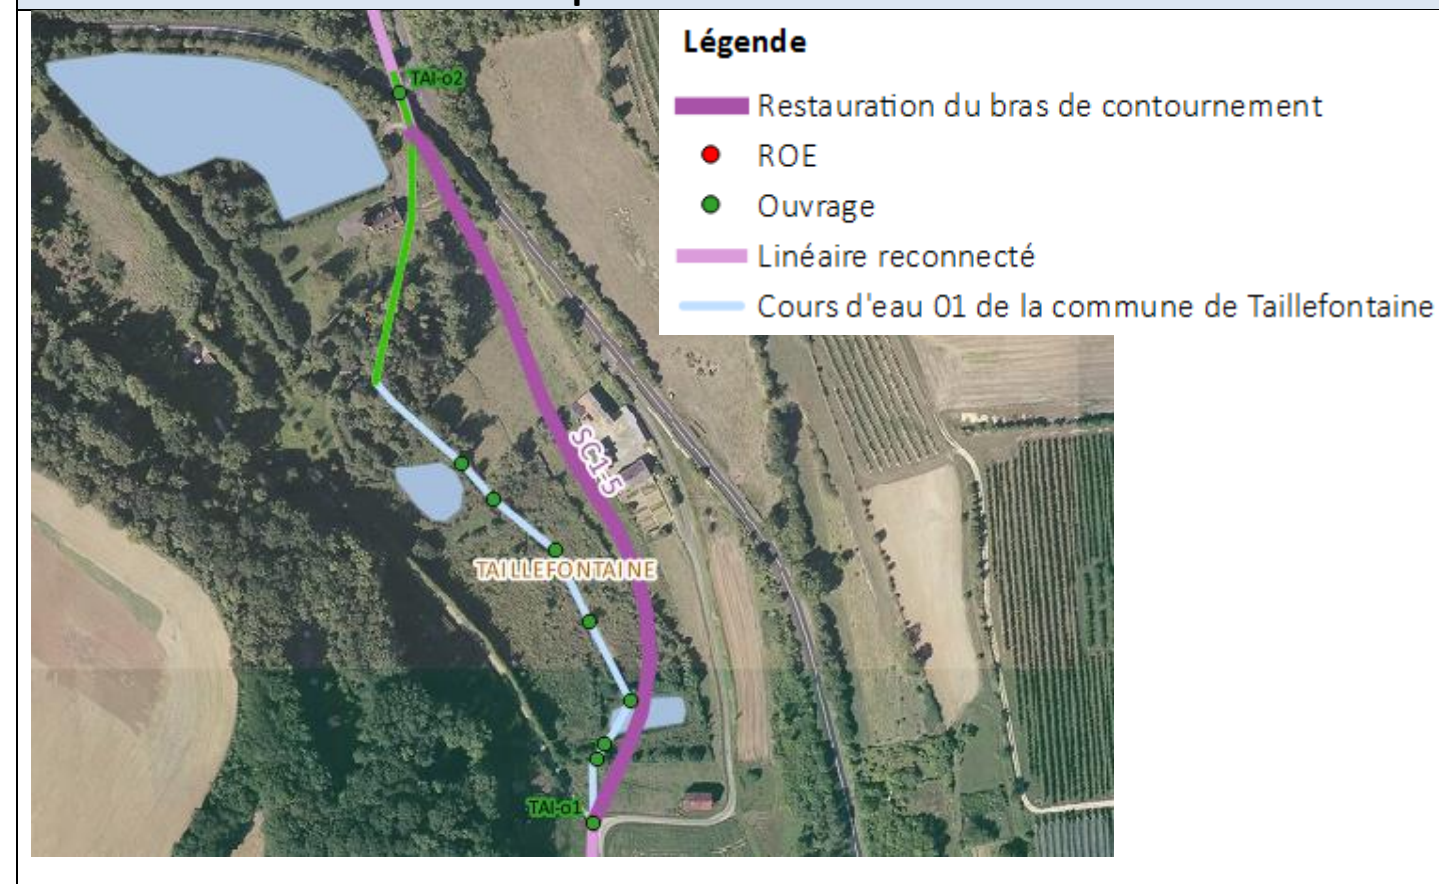 Légende
Restauration du bras de contournement
ROE
Ouvrage
Linéaire reconnecté
Cours d'eau 01 de la commune de Taillefontaine
TAI-o2
SC1-5
TAILLEFONTAINE
TAI-o1